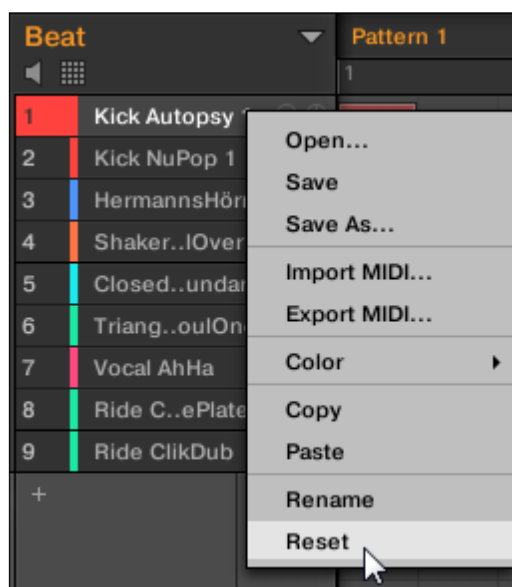 Beat
Pattern 1
1
1 Kick Autopsy
2 Kick NuPop 1
3 HermannsHörn
4 Shaker..lOver
5 Closed..undar
6 Triang..oulOn
7 Vocal AhHa
8 Ride C..ePlate
9 Ride ClikDub
+
Open...
Save
Save As...
Import MIDI...
Export MIDI...
Color
Copy
Paste
Rename
Reset